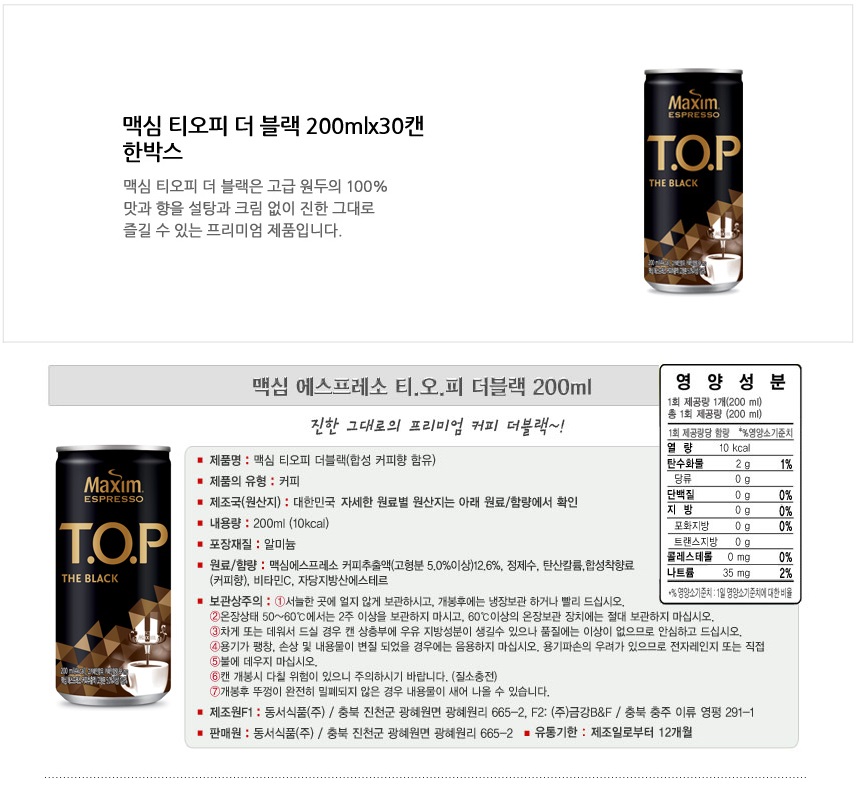 맥심 티오피 더 블랙 200mlx30캔
한박스
맥심 티오피 더 블랙은 고급 원두의 100%
맛과 향을 설탕과 크림 없이 진한 그대로
즐길 수 있는 프리미엄 제품입니다.
Maxim
ESPRESSO
T.O.P
THE BLACK
맥심 에스프레소 티.오.피 더블랙 200ml
진한 그대로의 프리미엄 커피 더블랙~!
Maxim
ESPRESSO
T.O.P
THE BLACK
■ 제품명 : 맥심 티오피 더블랙(합성 커피향 함유)
■ 제품의 유형 : 커피
■ 제조국(원산지) : 대한민국 자세한 원료별 원산지는 아래 원료/함량에서 확인
■ 내용량 : 200ml (10kcal)
■ 포장재질 : 알미늄
■ 원료/함량 : 맥심에스프레소 커피추출액(고형분 5.0%이상)12.6%, 정제수, 탄산칼륨,합성착향료
(커피향), 비타민C, 자당지방산에스테르
■ 보관상주의 : ①서늘한 곳에 얼지 않게 보관하시고, 개봉후에는 냉장보관 하거나 빨리 드십시오.
②온장상태 50~60℃에서는 2주 이상을 보관하지 마시고, 60℃이상의 온장보관 장치에는 절대 보관하지 마십시오.
③차게 또는 데워서 드실 경우 캔 상층부에 우유 지방성분이 생길수 있으나 품질에는 이상이 없으므로 안심하고 드십시오.
④용기가 팽창, 손상 및 내용물이 변질 되었을 경우에는 음용하지 마십시오. 용기파손의 우려가 있으므로 전자레인지 또는 직접
⑤불에 데우지 마십시오.
⑥캔 개봉시 다칠 위험이 있으니 주의하시기 바랍니다. (질소충전)
⑦개봉후 뚜껑이 완전히 밀폐되지 않은 경우 내용물이 새어 나올 수 있습니다.
■ 제조원F1 : 동서식품(주) / 충북 진천군 광혜원면 광혜원리 665-2, F2: (주)금강B&F / 충북 충주 이류 영평 291-1
■ 판매원 : 동서식품(주) / 충북 진천군 광혜원면 광혜원리 665-2 ■ 유통기한 : 제조일로부터 12개월
영 양 성 분
1회 제공량 1개(200 ml)
총 1회 제공량 (200 ml)
1회 제공량당 함량 *%영양소기준치
열 량 10 kcal
탄수화물 2 g 1%
당류 0 g
단백질 0 g 0%
지 방 0 g 0%
포화지방 0 g 0%
트랜스지방 0 g
콜레스테롤 0 mg 0%
나트륨 35 mg 2%
*% 영양소기준치 : 1일 영양소기준치에 대한 비율